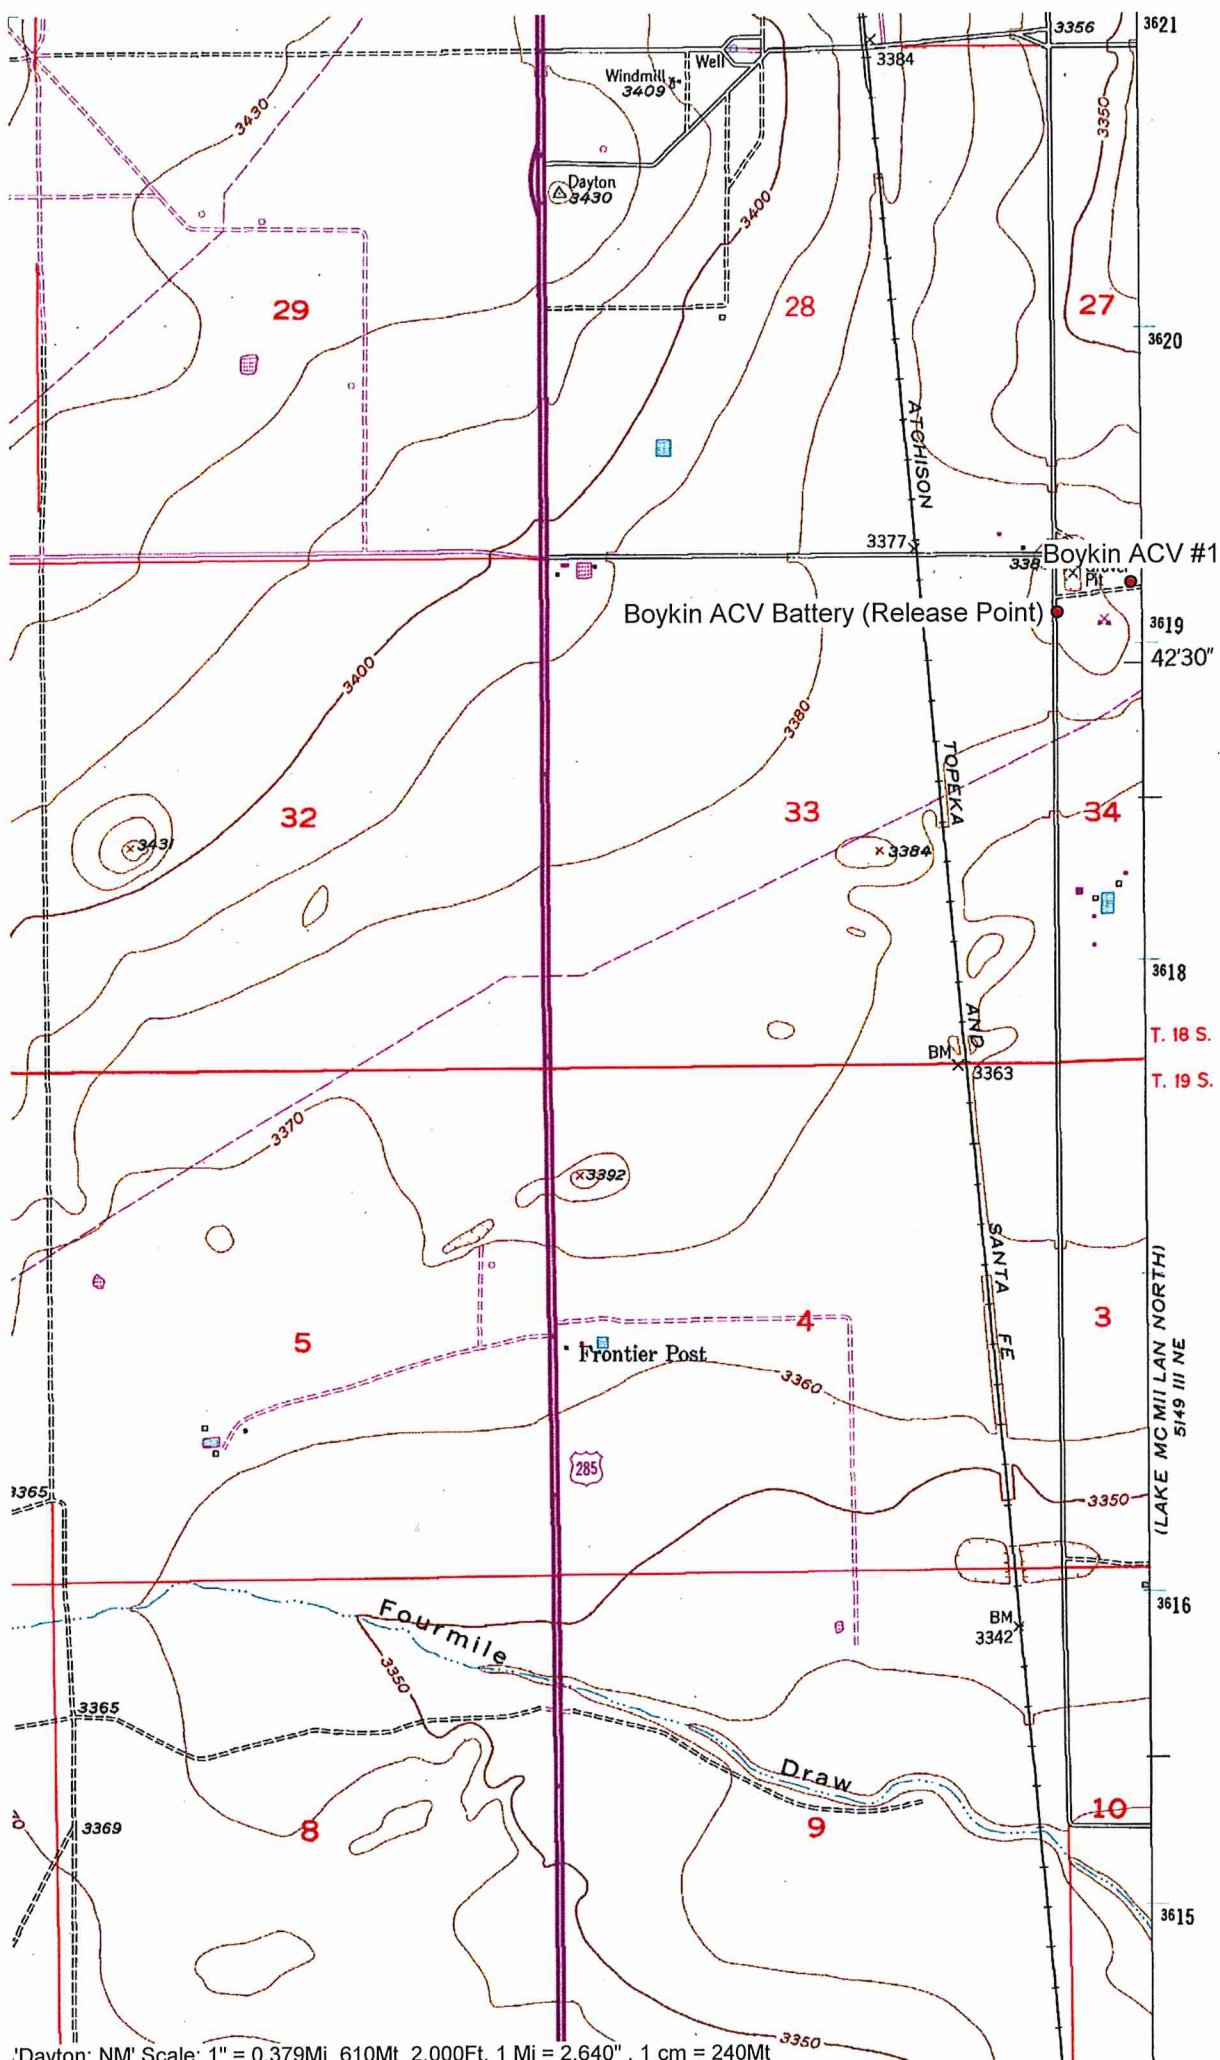 3621
3356
3384
Well
Windmill
3409
3430
3350
Dayton
3430
3400
29
28
27
3620
ATCHISON
3377
Boykin ACV #1
Pit
Boykin ACV Battery (Release Point)
3619
42'30"
3400
3380
TOPEKA
32
33
34
3431
3384
3618
AND
T. 18 S.
BM
3363
T. 19 S.
3370
3392
SANTA
FE
5
4
3
Frontier Post
3360
(LAKE MC MILLAN NORTH)
5149 III NE
285
3365
3350
3616
Fourmile
BM
3342
3350
3365
Draw
10
3369
8
9
3615
3350
'Dayton: NM' Scale: 1" = 0.379Mi 610Mt 2,000Ft, 1 Mi = 2.640", 1 cm = 240Mt